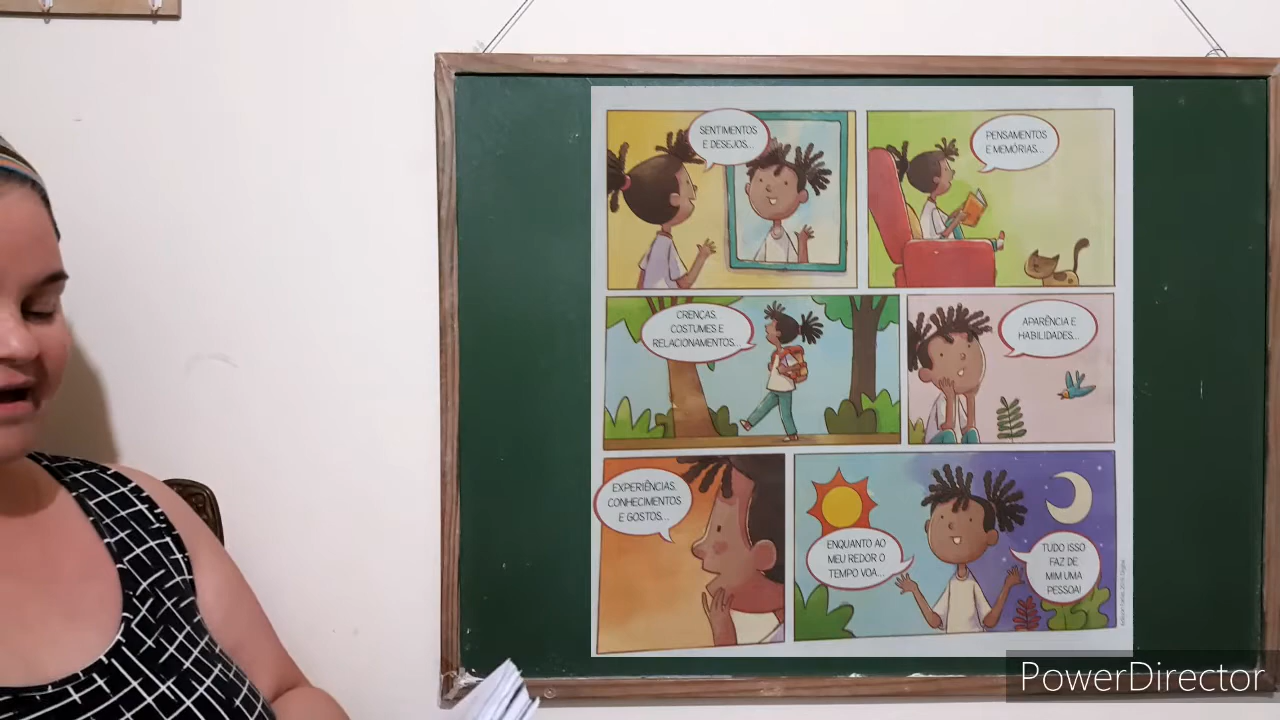 SENTIMENTOS
E DESEJOS...
PENSAMENTOS
E MEMÓRIAS...
CRENÇAS,
COSTUMES E
RELACIONAMENTOS...
APARÊNCIA E
HABILIDADES...
EXPERIÊNCIAS,
CONHECIMENTOS
E GOSTOS...
ENQUANTO AO
MEU REDOR O
TEMPO VOA...
TUDO ISSO
FAZ DE
MIM UMA
PESSOA!
PowerDirector